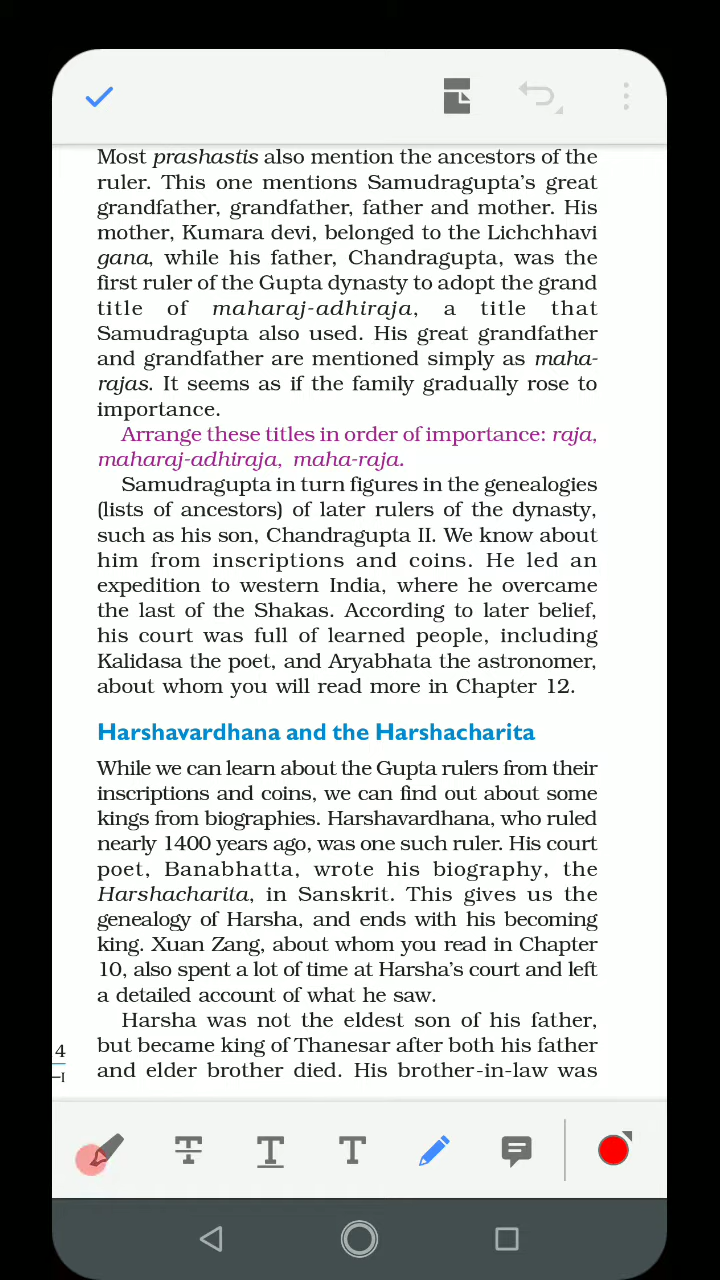 Most prashastis also mention the ancestors of the
ruler. This one mentions Samudragupta's great
grandfather, grandfather, father and mother. His
mother, Kumara devi, belonged to the Lichchhavi
gana, while his father, Chandragupta, was the
first ruler of the Gupta dynasty to adopt the grand
title of maharaj-adhiraja, a title that
Samudragupta also used. His great grandfather
and grandfather are mentioned simply as maha-
rajas. It seems as if the family gradually rose to
importance.
Arrange these titles in order of importance: raja,
maharaj-adhiraja, maha-raja.
Samudragupta in turn figures in the genealogies
(lists of ancestors) of later rulers of the dynasty,
such as his son, Chandragupta II. We know about
him from inscriptions and coins. He led an
expedition to western India, where he overcame
the last of the Shakas. According to later belief,
his court was full of learned people, including
Kalidasa the poet, and Aryabhata the astronomer,
about whom you will read more in Chapter 12.
Harshavardhana and the Harshacharita
While we can learn about the Gupta rulers from their
inscriptions and coins, we can find out about some
kings from biographies. Harshavardhana, who ruled
nearly 1400 years ago, was one such ruler. His court
poet, Banabhatta, wrote his biography, the
Harshacharita, in Sanskrit. This gives us the
genealogy of Harsha, and ends with his becoming
king. Xuan Zang, about whom you read in Chapter
10, also spent a lot of time at Harsha's court and left
a detailed account of what he saw.
Harsha was not the eldest son of his father,
but became king of Thanesar after both his father
and elder brother died. His brother-in-law was
4
–I